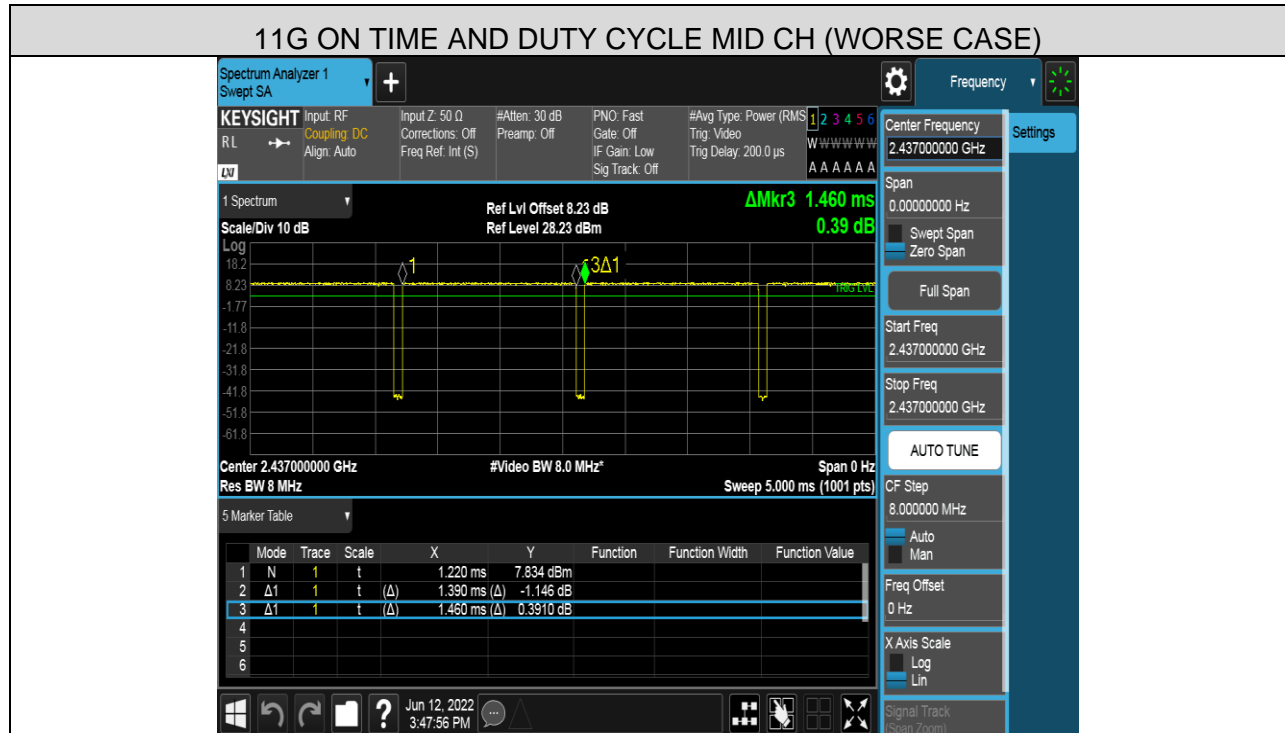 11G ON TIME AND DUTY CYCLE MID CH (WORSE CASE)
Spectrum Analyzer 1
Swept SA
+
Frequency
KEYSIGHT
RL
LXI
Input: RF
Coupling: DC
Align: Auto
Input Z: 50 Ω
Corrections: Off
Freq Ref: Int (S)
#Atten: 30 dB
Preamp: Off
PNO: Fast
Gate: Off
IF Gain: Low
Sig Track: Off
#Avg Type: Power (RMS
Trig: Video
Trig Delay: 200.0 µs
1 2 3 4 5 6
W W W W W W
A A A A A A
1 Spectrum
Scale/Div 10 dB
Log
Ref Lvl Offset 8.23 dB
Ref Level 28.23 dBm
ΔMkr3 1.460 ms
0.39 dB
18.2
8.23
-1.77
-11.8
-21.8
-31.8
-41.8
-51.8
-61.8
1
3Δ1
TRIG LVL
Center 2.437000000 GHz
#Video BW 8.0 MHz*
Span 0 Hz
Res BW 8 MHz
Sweep 5.000 ms (1001 pts)
5 Marker Table
Mode Trace Scale X Y Function Function Width Function Value
1 N 1 t 1.220 ms 7.834 dBm
2 Δ1 1 t (Δ) 1.390 ms (Δ) -1.146 dB
3 Δ1 1 t (Δ) 1.460 ms (Δ) 0.3910 dB
4
5
6
?
Jun 12, 2022
3:47:56 PM
Center Frequency
2.437000000 GHz
Span
0.00000000 Hz
Swept Span
Zero Span
Full Span
Start Freq
2.437000000 GHz
Stop Freq
2.437000000 GHz
AUTO TUNE
CF Step
8.000000 MHz
Auto
Man
Freq Offset
0 Hz
X Axis Scale
Log
Lin
Signal Track
(Span Zoom)
Settings